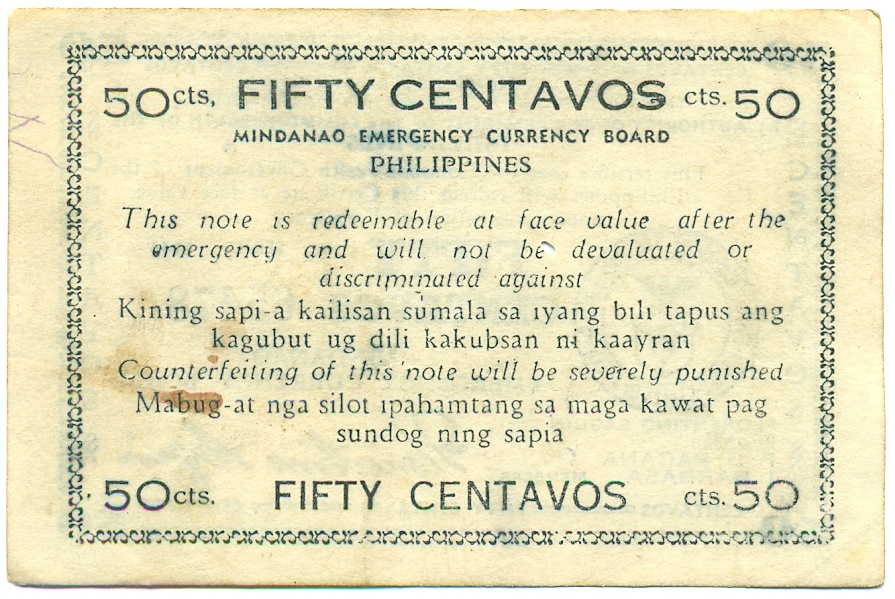 50cts, FIFTY CENTAVOS cts. 50
MINDANAO EMERGENCY CURRENCY BOARD
PHILIPPINES
This note is redeemable at face value after the
emergency and will not be devaluated or
discriminated against
Kining sapi-a kailisan sumala sa iyang bili tapus ang
kagubut ug dili kakubsan ni kaayran
Counterfeiting of this note will be severely punished
Mabug-at nga silot ipahamtang sa maga kawat pag
sundog ning sapia
50cts. FIFTY CENTAVOS cts. 50